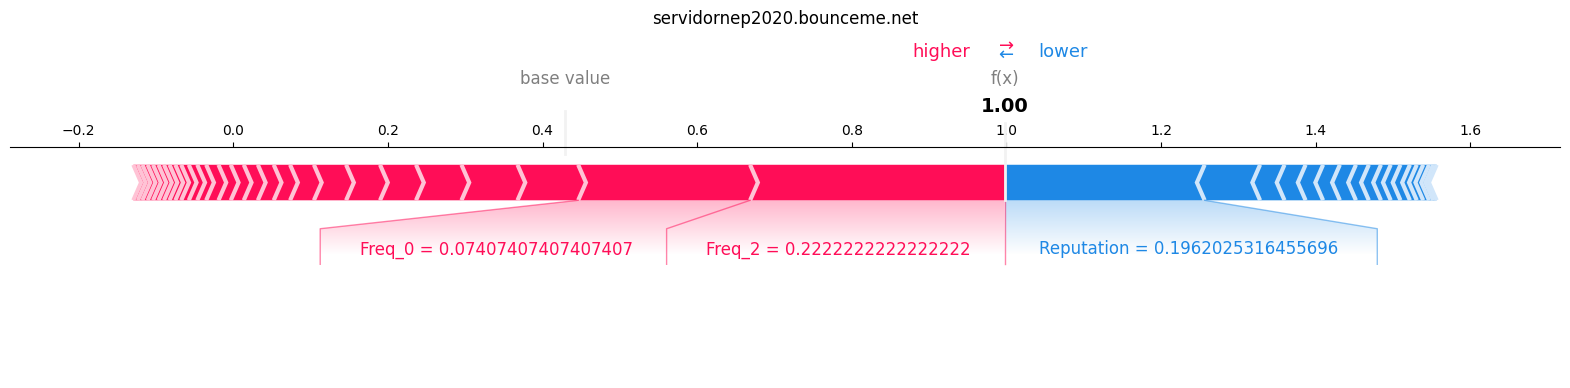 servidornep2020.bounceme.net
higher ⇄ lower
base value f(x)
1.00
−0.2 0.0 0.2 0.4 0.6 0.8 1.0 1.2 1.4 1.6
Freq_0 = 0.07407407407407407 Freq_2 = 0.2222222222222222 Reputation = 0.1962025316455696